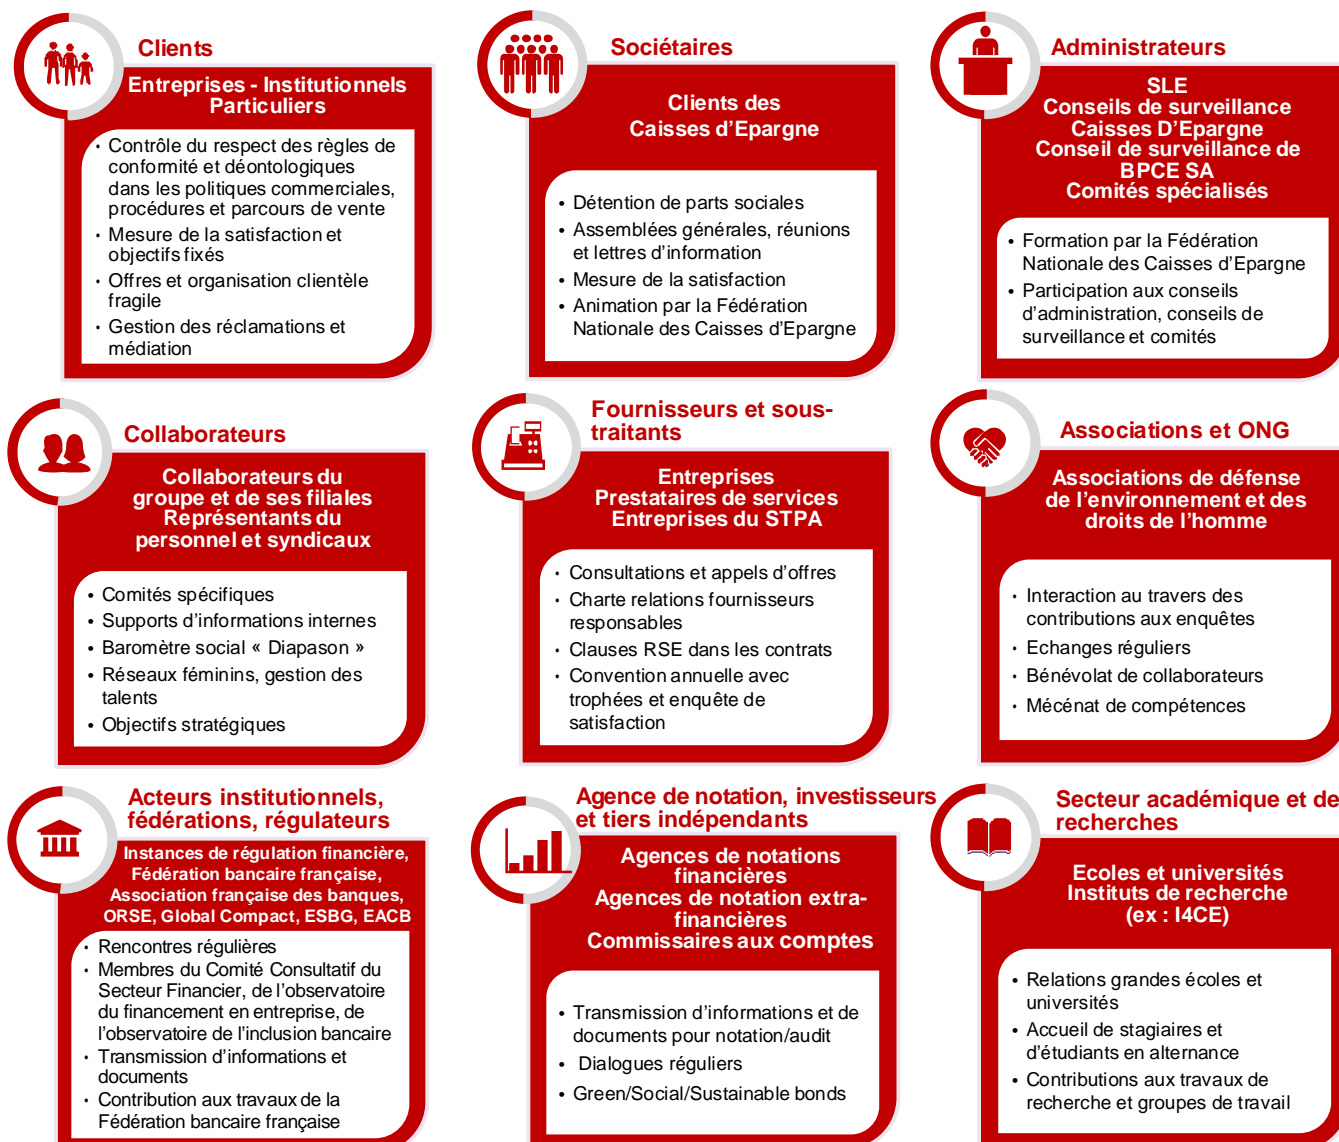 Clients
Entreprises - Institutionnels
Particuliers
• Contrôle du respect des règles de
conformité et déontologiques
dans les politiques commerciales,
procédures et parcours de vente
• Mesure de la satisfaction et
objectifs fixés
• Offres et organisation clientèle
fragile
• Gestion des réclamations et
médiation
Sociétaires
Clients des
Caisses d'Epargne
• Détention de parts sociales
• Assemblées générales, réunions
et lettres d'information
• Mesure de la satisfaction
• Animation par la Fédération
Nationale des Caisses d'Epargne
Administrateurs
SLE
Conseils de surveillance
Caisses D'Epargne
Conseil de surveillance de
BPCE SA
Comités spécialisés
• Formation par la Fédération
Nationale des Caisses d'Epargne
• Participation aux conseils
d'administration, conseils de
surveillance et comités
Collaborateurs
Collaborateurs du
groupe et de ses filiales
Représentants du
personnel et syndicaux
• Comités spécifiques
• Supports d'informations internes
• Baromètre social « Diapason »
• Réseaux féminins, gestion des
talents
• Objectifs stratégiques
Fournisseurs et sous-
traitants
Entreprises
Prestataires de services
Entreprises du STPA
• Consultations et appels d'offres
• Charte relations fournisseurs
responsables
• Clauses RSE dans les contrats
• Convention annuelle avec
trophées et enquête de
satisfaction
Associations et ONG
Associations de défense
de l'environnement et des
droits de l'homme
• Interaction au travers des
contributions aux enquêtes
• Echanges réguliers
• Bénévolat de collaborateurs
• Mécénat de compétences
Acteurs institutionnels,
fédérations, régulateurs
Instances de régulation financière,
Fédération bancaire française,
Association française des banques,
ORSE, Global Compact, ESBG, EACB
• Rencontres régulières
• Membres du Comité Consultatif du
Secteur Financier, de l'observatoire
du financement en entreprise, de
l'observatoire de l'inclusion bancaire
• Transmission d'informations et
documents
• Contribution aux travaux de la
Fédération bancaire française
Agence de notation, investisseurs
et tiers indépendants
Agences de notations
financières
Agences de notation extra-
financières
Commissaires aux comptes
• Transmission d'informations et de
documents pour notation/audit
• Dialogues réguliers
• Green/Social/Sustainable bonds
Secteur académique et de
recherches
Ecoles et universités
Instituts de recherche
(ex : I4CE)
• Relations grandes écoles et
universités
• Accueil de stagiaires et
d'étudiants en alternance
• Contributions aux travaux de
recherche et groupes de travail